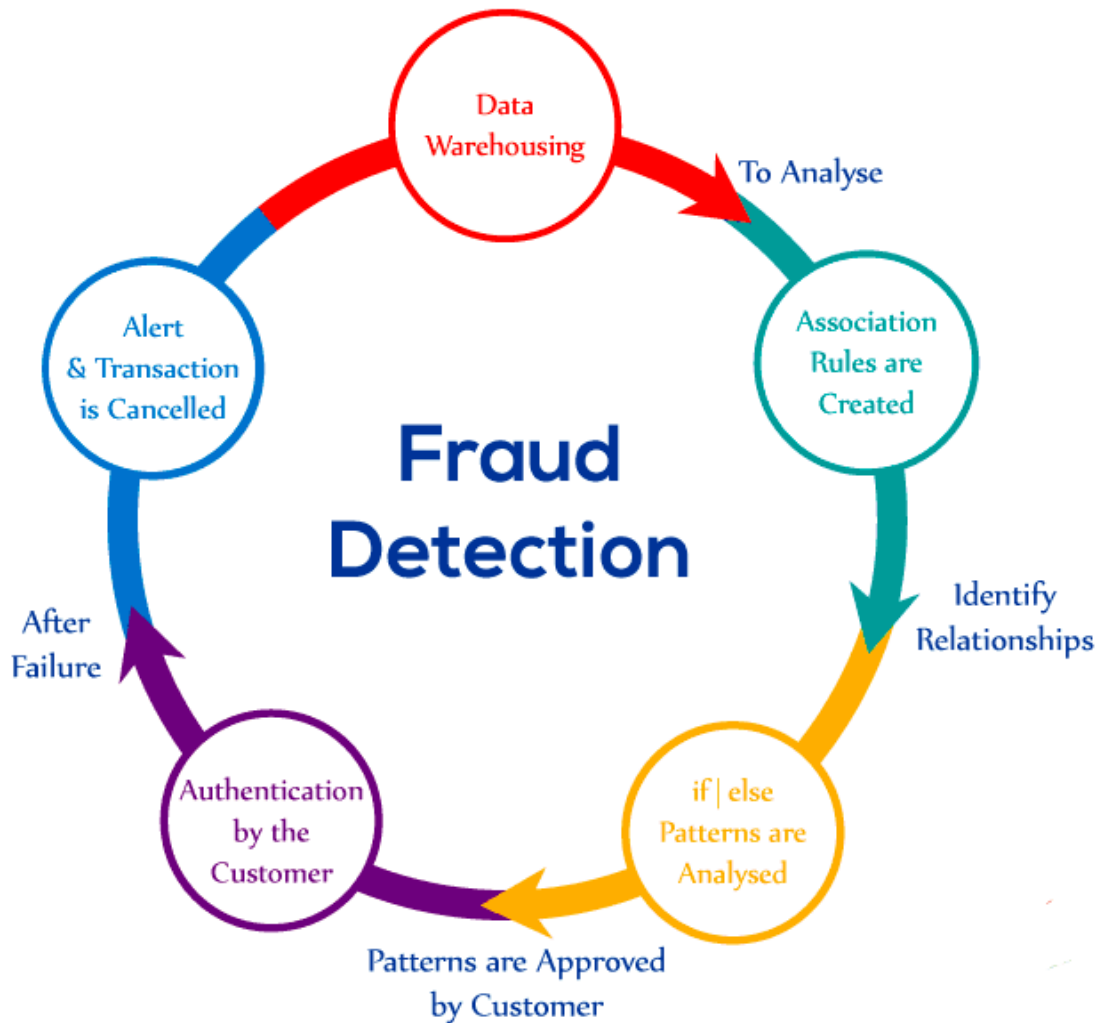 Data
Warehousing
To Analyse
Association
Rules are
Created
Identify
Relationships
if | else
Patterns are
Analysed
Patterns are Approved
by Customer
Authentication
by the
Customer
After
Failure
Alert
& Transaction
is Cancelled
Fraud
Detection